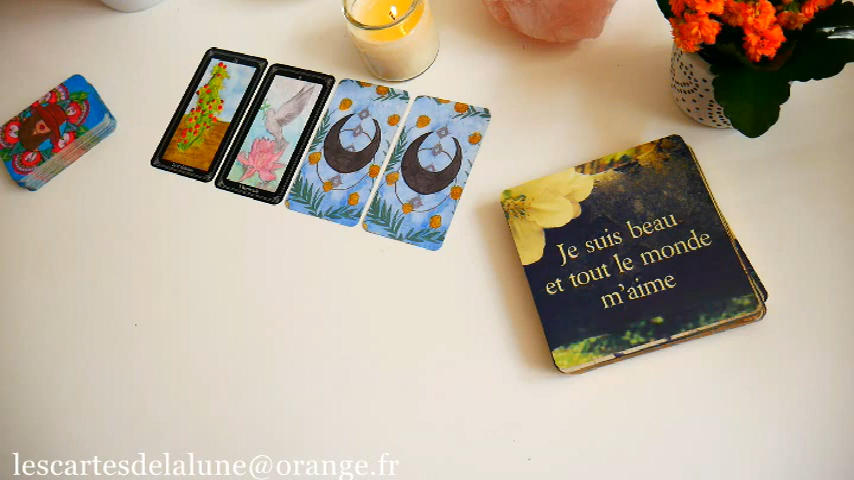 Je suis beau
et tout le monde
m'aime
lescartesdelalune@orange.fr